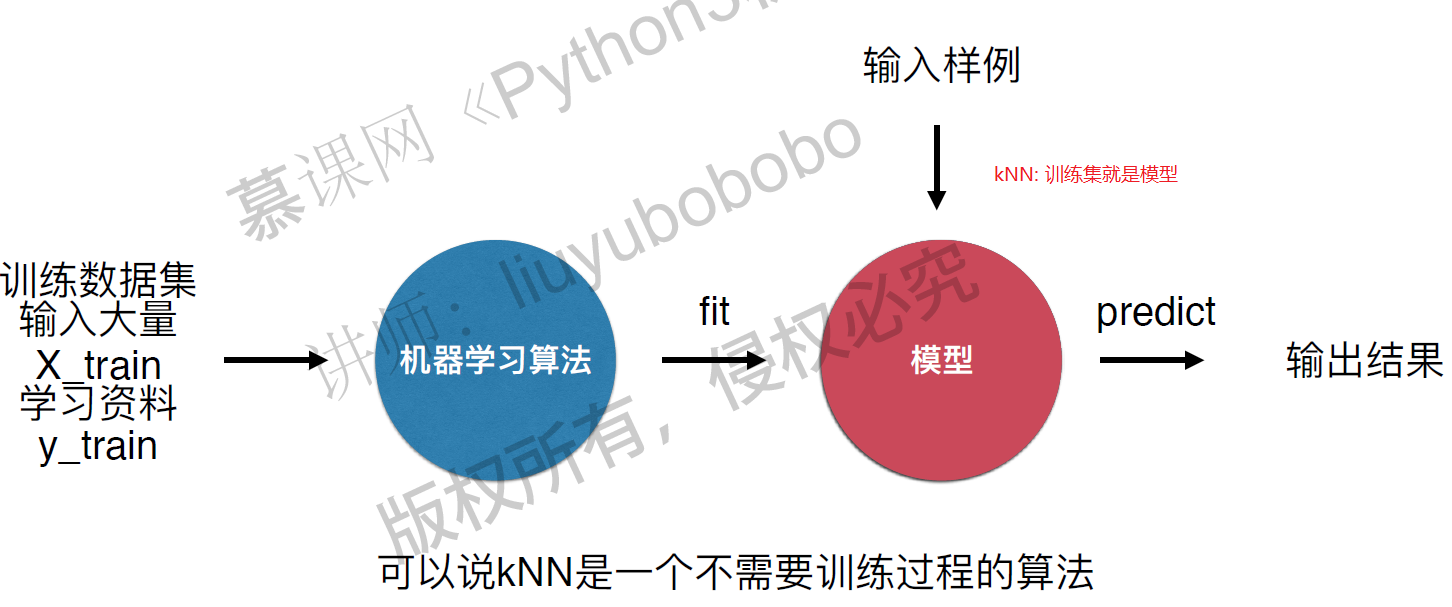 输入样例
kNN: 训练集就是模型
训练数据集
输入大量
X_train
学习资料
y_train
机器学习算法
fit
模型
predict
输出结果
可以说kNN是一个不需要训练过程的算法
慕课网《Python3
讲师：liuyubobobo
版权所有，侵权必究